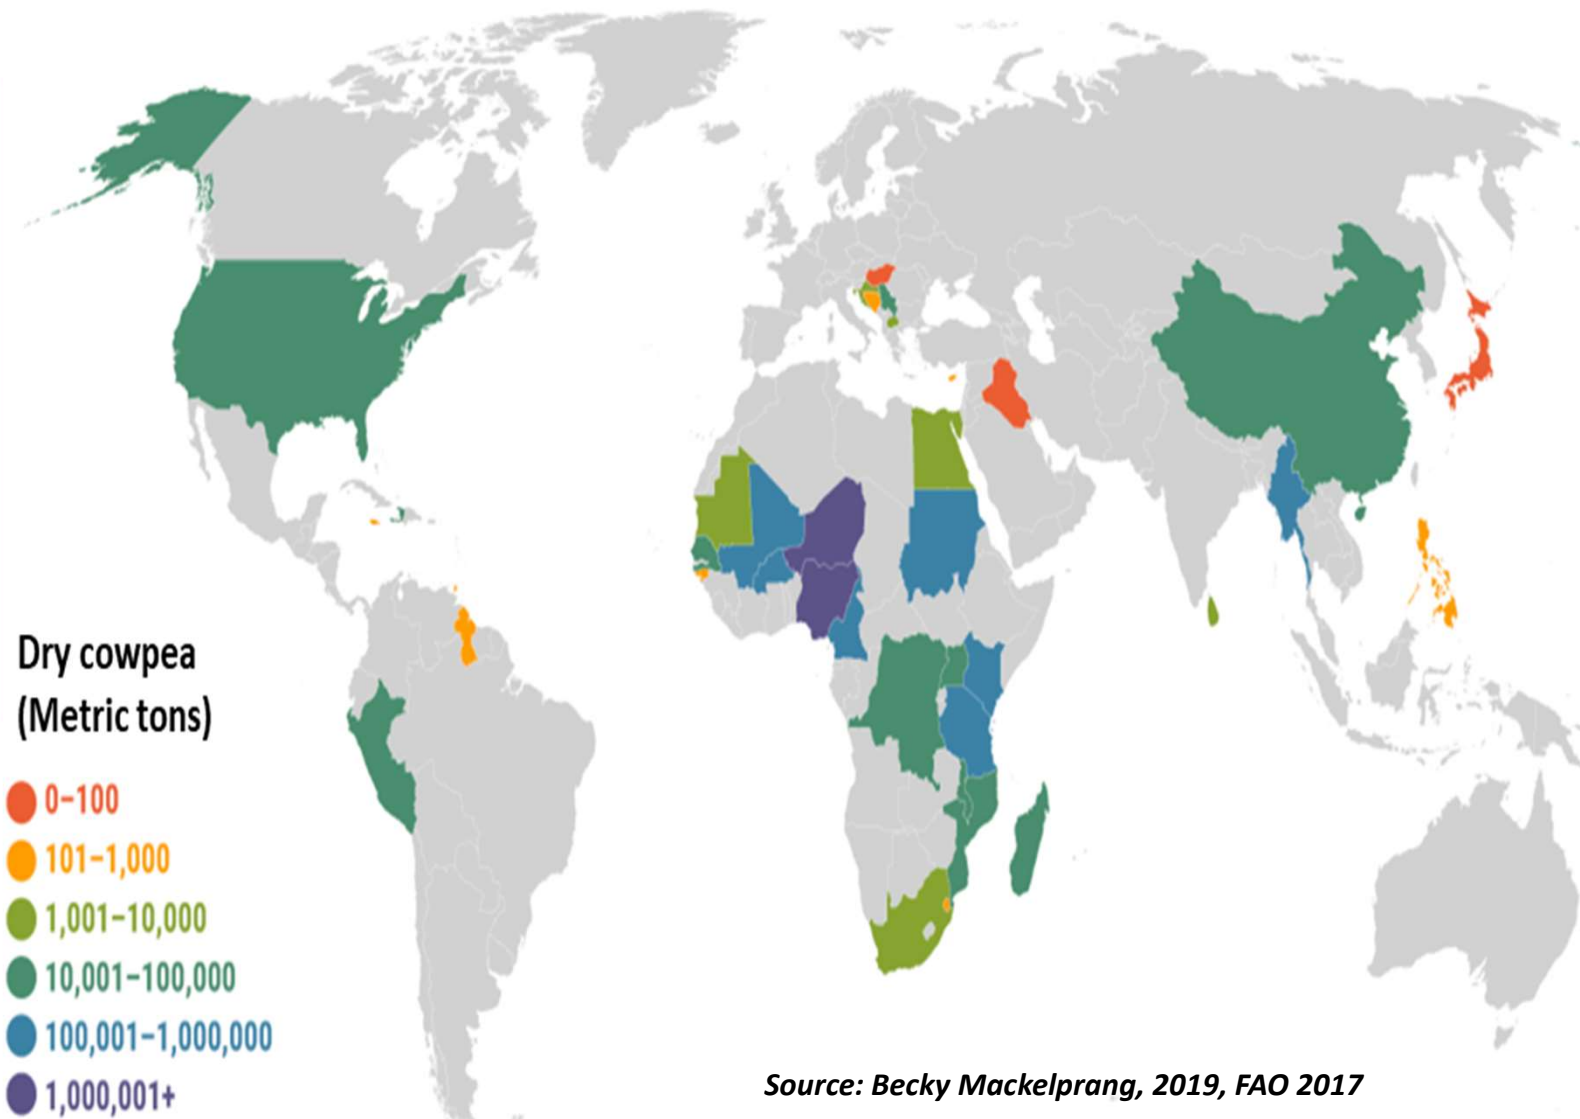 Dry cowpea
(Metric tons)
0–100
101–1,000
1,001–10,000
10,001–100,000
100,001–1,000,000
1,000,001+
Source: Becky Mackelprang, 2019, FAO 2017